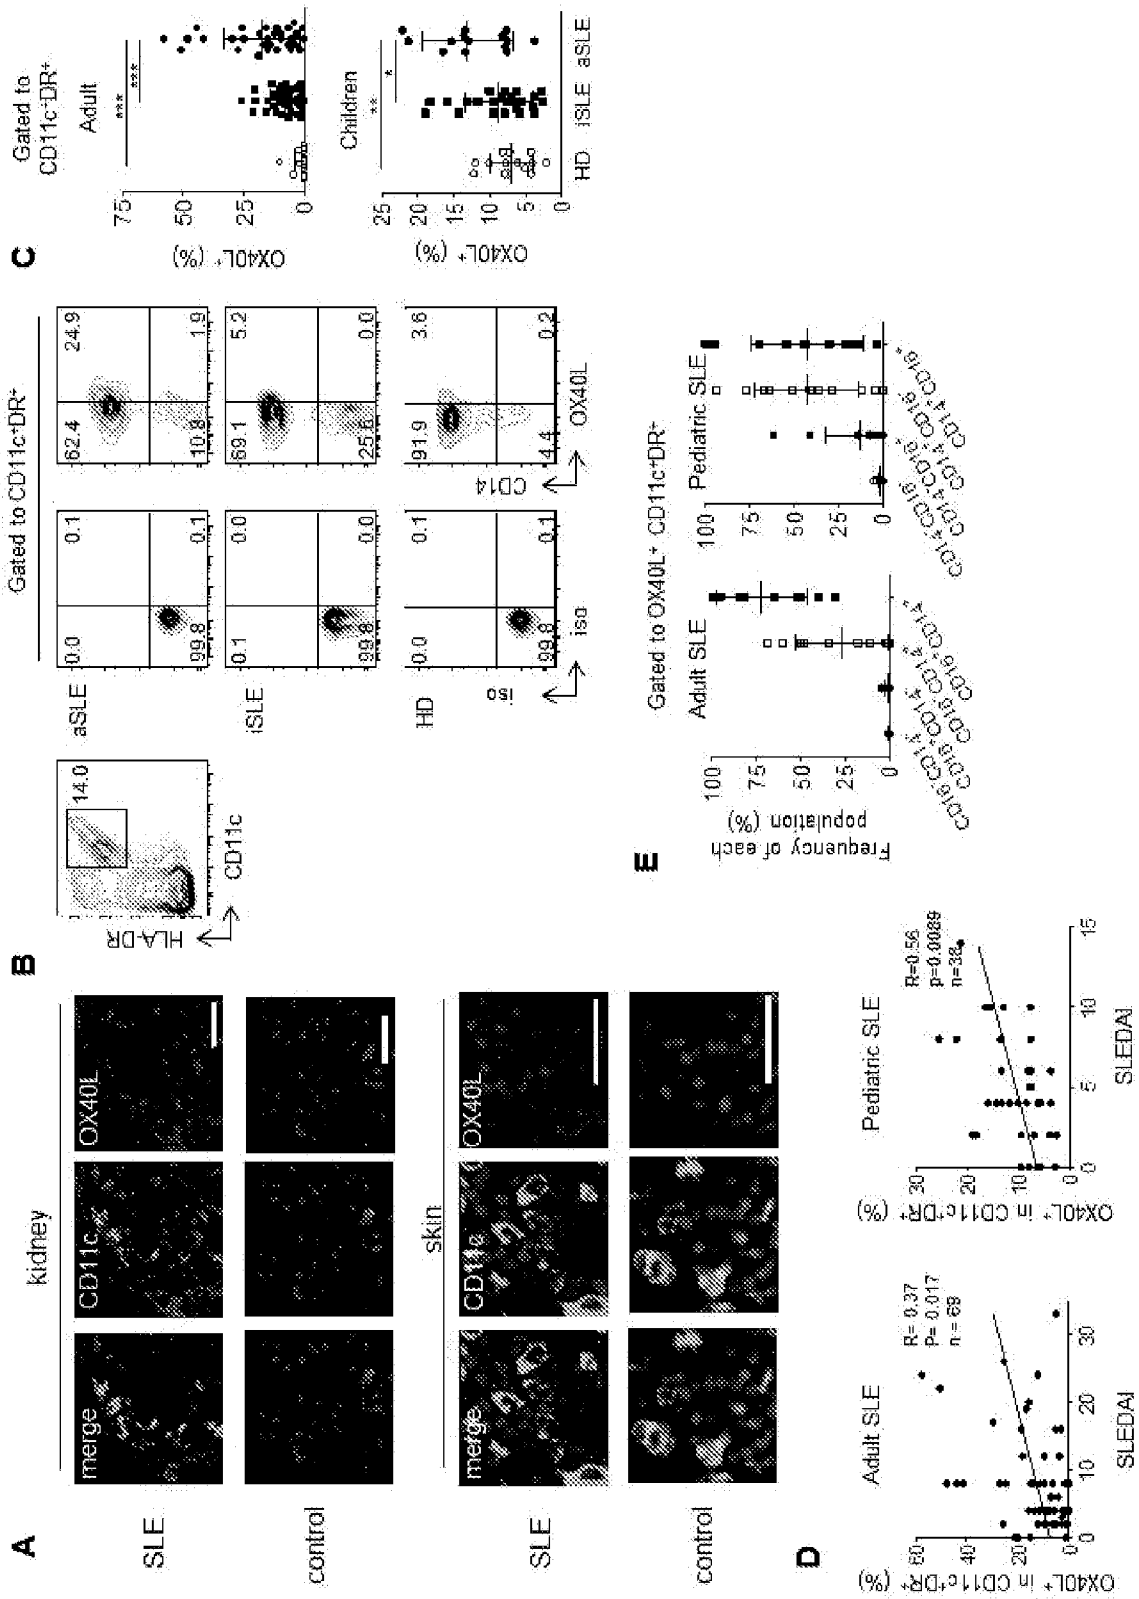 A
kidney
merge
CD11c
OX40L
SLE
control
skin
merge
CD11c
OX40L
SLE
control
B
HLA-DR
CD11c
14.0
Gated to CD11c⁺DR⁺
aSLE
0.0
0.1
99.8
0.1
62.4
24.9
10.8
1.9
iSLE
0.1
0.0
99.8
0.0
69.1
5.2
25.6
0.0
HD
0.0
0.1
99.8
0.1
91.9
3.6
4.4
0.2
iso
iso
CD14
OX40L
C
Gated to
CD11c⁺DR⁺
Adult
***
***
OX40L⁺ (%)
75
50
25
0
Children
**
*
OX40L⁺ (%)
25
20
15
10
5
0
HD
iSLE
aSLE
D
Adult SLE
R= 0.37
P= 0.017
n = 69
OX40L⁺ in CD11c⁺DR⁺ (%)
60
40
20
0
0
10
20
30
SLEDAI
Pediatric SLE
R=0.56
p=0.0089
n=38
OX40L⁺ in CD11c⁺DR⁺ (%)
30
20
10
0
0
5
10
15
SLEDAI
E
Gated to OX40L⁺ CD11c⁺DR⁺
Adult SLE
Frequency of each
population (%)
100
75
50
25
0
Pediatric SLE
100
75
50
25
0